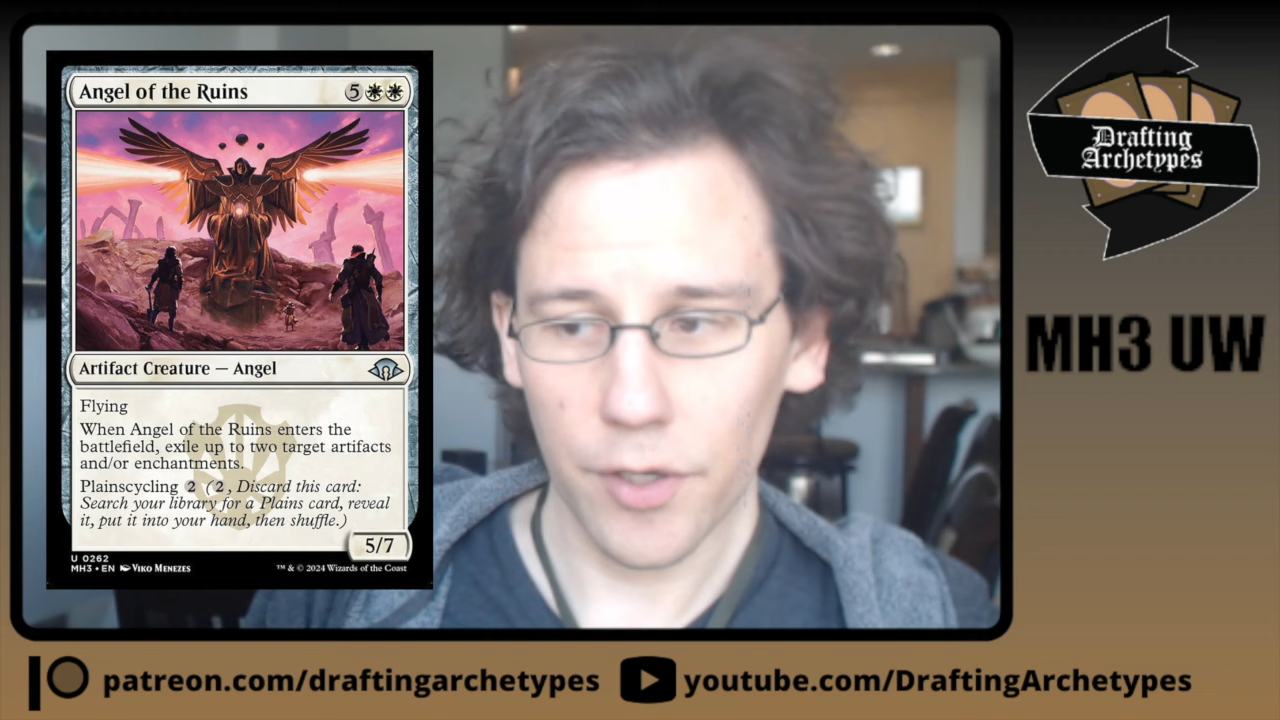 Angel of the Ruins 5
Artifact Creature — Angel
Flying
When Angel of the Ruins enters the
battlefield, exile up to two target artifacts
and/or enchantments.
Plainscycling 2 (2, Discard this card:
Search your library for a Plains card, reveal
it, put it into your hand, then shuffle.)
5/7
U 0262
MH3 • EN VIKO MENEZES
™ & © 2024 Wizards of the Coast
Drafting
Archetypes
MH3 UW
patreon.com/draftingarchetypes
youtube.com/DraftingArchetypes